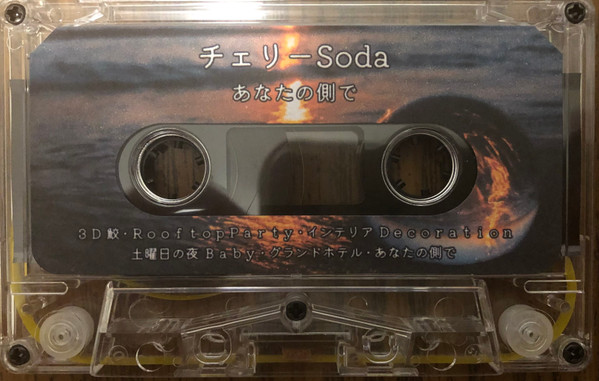 チェリーSoda
あなたの側で
3D鮫・RooftopParty・インテリアDecoration
土曜日の夜Baby・グランドホテル・あなたの側で